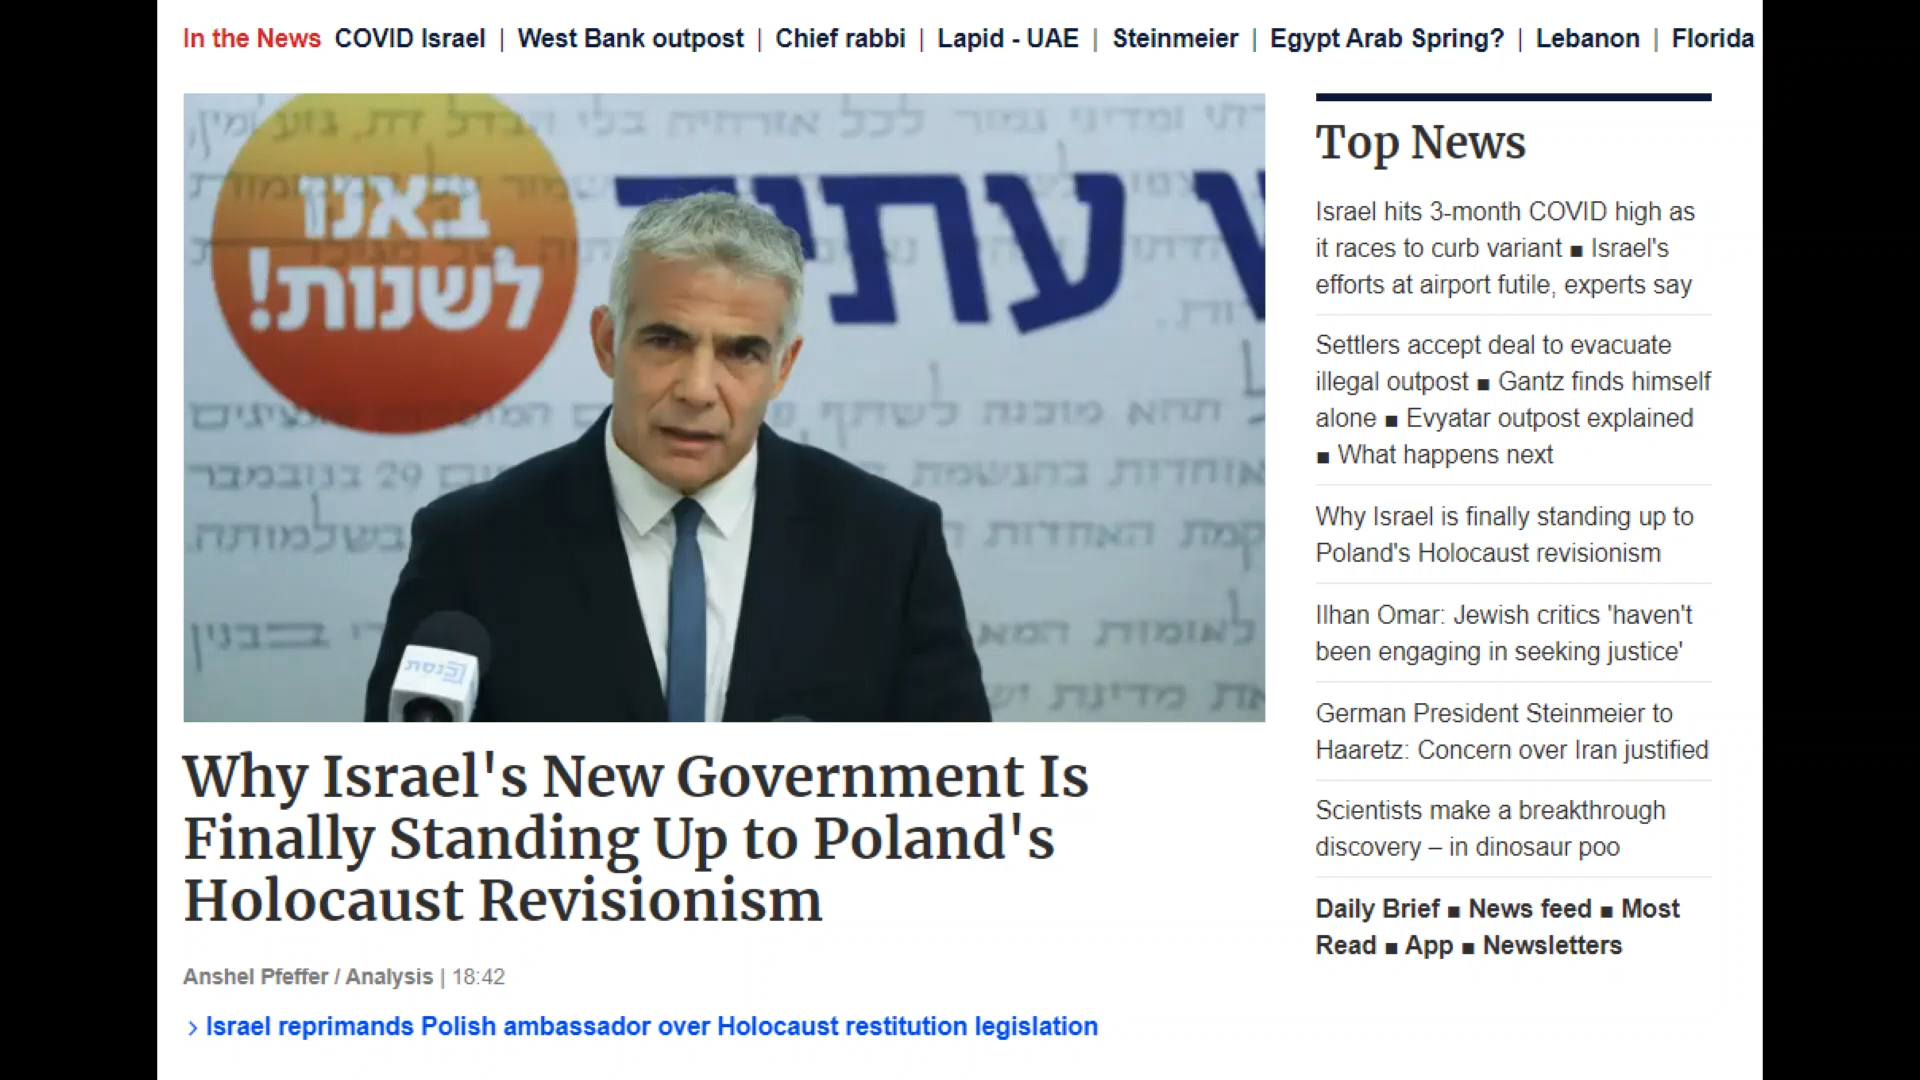 In the News COVID Israel | West Bank outpost | Chief rabbi | Lapid - UAE | Steinmeier | Egypt Arab Spring? | Lebanon | Florida
באנו
לשנות!
עתיד
כנסת
Why Israel's New Government Is
Finally Standing Up to Poland's
Holocaust Revisionism
Anshel Pfeffer / Analysis | 18:42
> Israel reprimands Polish ambassador over Holocaust restitution legislation
Top News
Israel hits 3-month COVID high as
it races to curb variant ■ Israel's
efforts at airport futile, experts say
Settlers accept deal to evacuate
illegal outpost ■ Gantz finds himself
alone ■ Evyatar outpost explained
■ What happens next
Why Israel is finally standing up to
Poland's Holocaust revisionism
Ilhan Omar: Jewish critics 'haven't
been engaging in seeking justice'
German President Steinmeier to
Haaretz: Concern over Iran justified
Scientists make a breakthrough
discovery – in dinosaur poo
Daily Brief ■ News feed ■ Most
Read ■ App ■ Newsletters